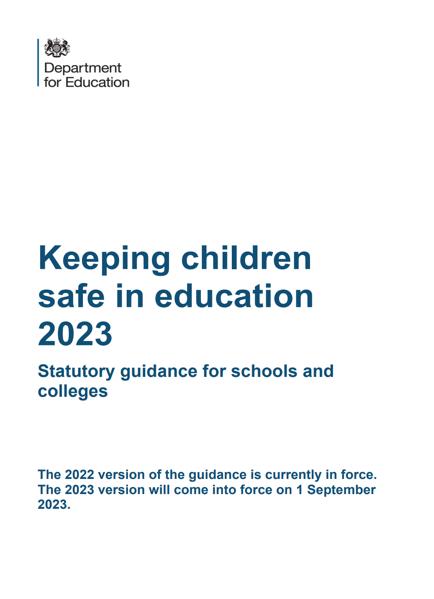 Department
for Education
Keeping children
safe in education
2023
Statutory guidance for schools and
colleges
The 2022 version of the guidance is currently in force.
The 2023 version will come into force on 1 September
2023.